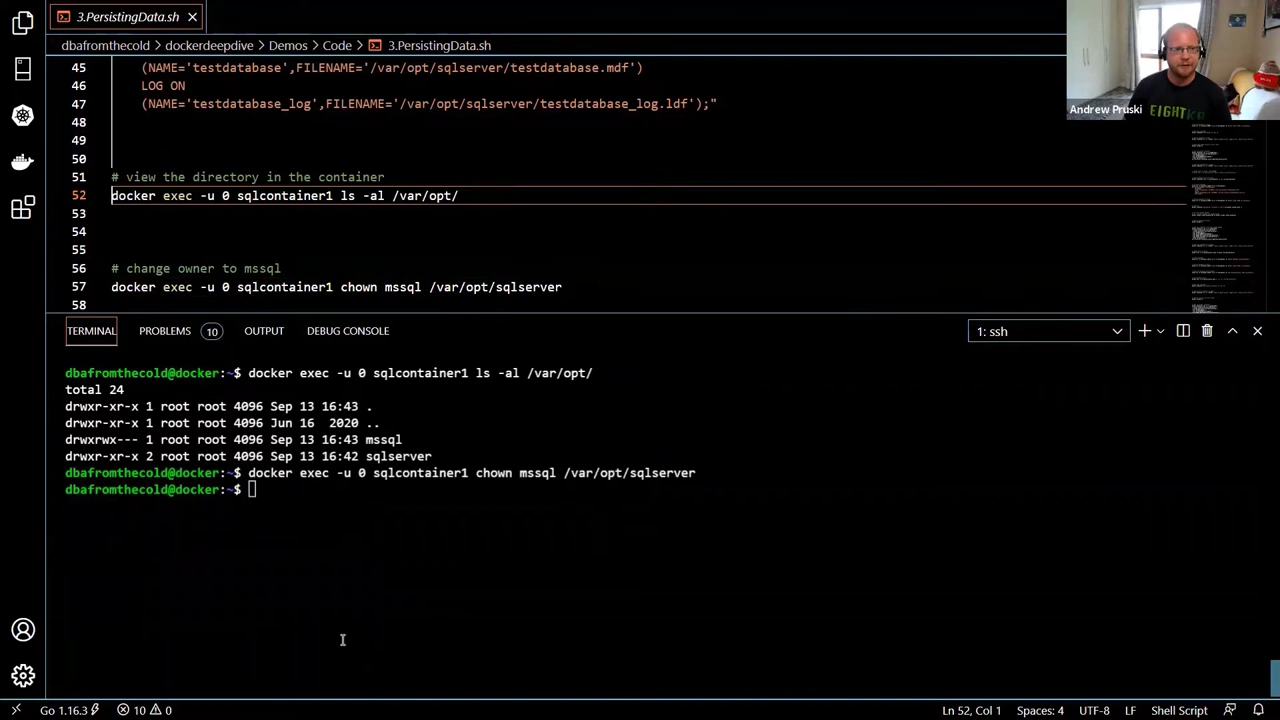 3.PersistingData.sh
dbafromthecold > dockerdeepdive > Demos > Code > 3.PersistingData.sh
45 (NAME='testdatabase',FILENAME='/var/opt/sqlserver/testdatabase.mdf')
46 LOG ON
47 (NAME='testdatabase_log',FILENAME='/var/opt/sqlserver/testdatabase_log.ldf');"
48
49
50
51 # view the directory in the container
52 docker exec -u 0 sqlcontainer1 ls -al /var/opt/
53
54
55
56 # change owner to mssql
57 docker exec -u 0 sqlcontainer1 chown mssql /var/opt/sqlserver
58
Andrew Pruski
TERMINAL PROBLEMS 10 OUTPUT DEBUG CONSOLE 1: ssh
dbafromthecold@docker:~$ docker exec -u 0 sqlcontainer1 ls -al /var/opt/
total 24
drwxr-xr-x 1 root root 4096 Sep 13 16:43 .
drwxr-xr-x 1 root root 4096 Jun 16  2020 ..
drwxrwx--- 1 root root 4096 Sep 13 16:43 mssql
drwxr-xr-x 2 root root 4096 Sep 13 16:42 sqlserver
dbafromthecold@docker:~$ docker exec -u 0 sqlcontainer1 chown mssql /var/opt/sqlserver
dbafromthecold@docker:~$
Go 1.16.3 10 0 Ln 52, Col 1 Spaces: 4 UTF-8 LF Shell Script